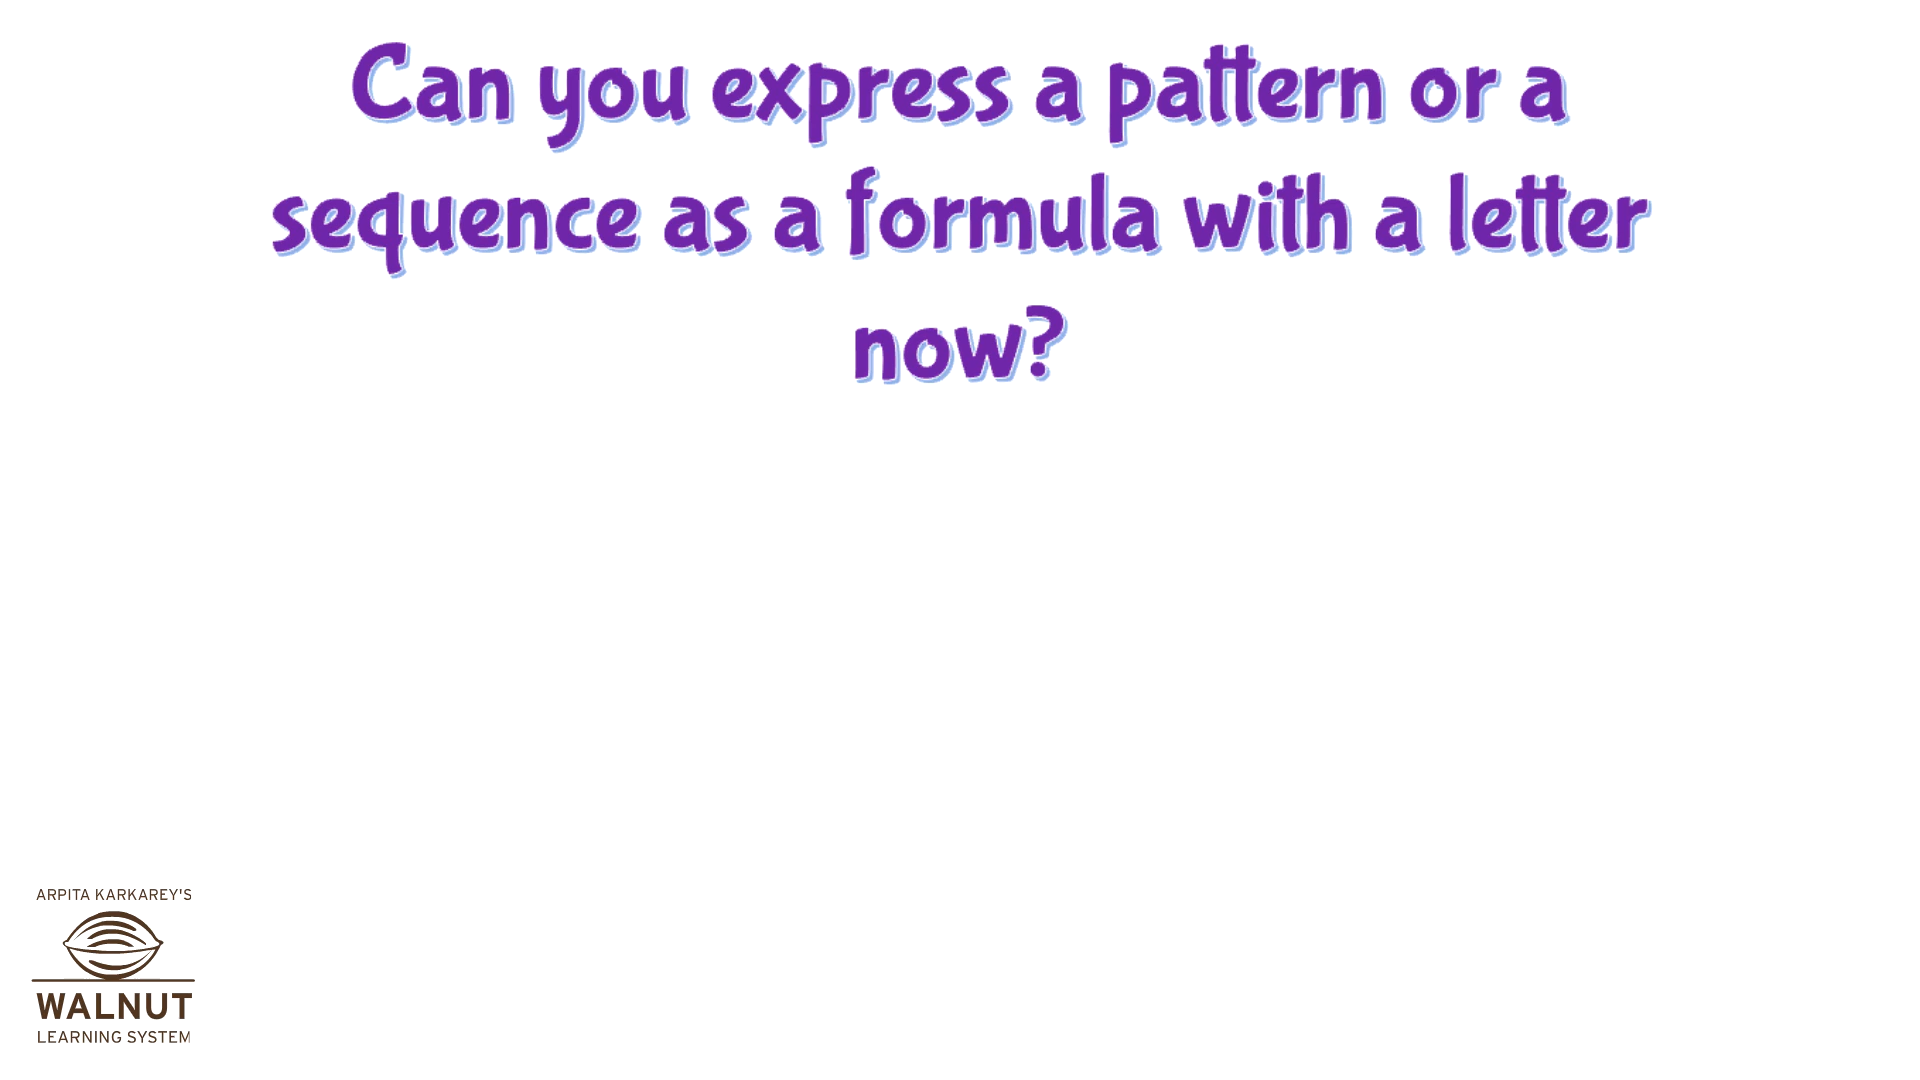 Can you express a pattern or a
sequence as a formula with a letter
now?
ARPITA KARKAREY'S
WALNUT
LEARNING SYSTEM